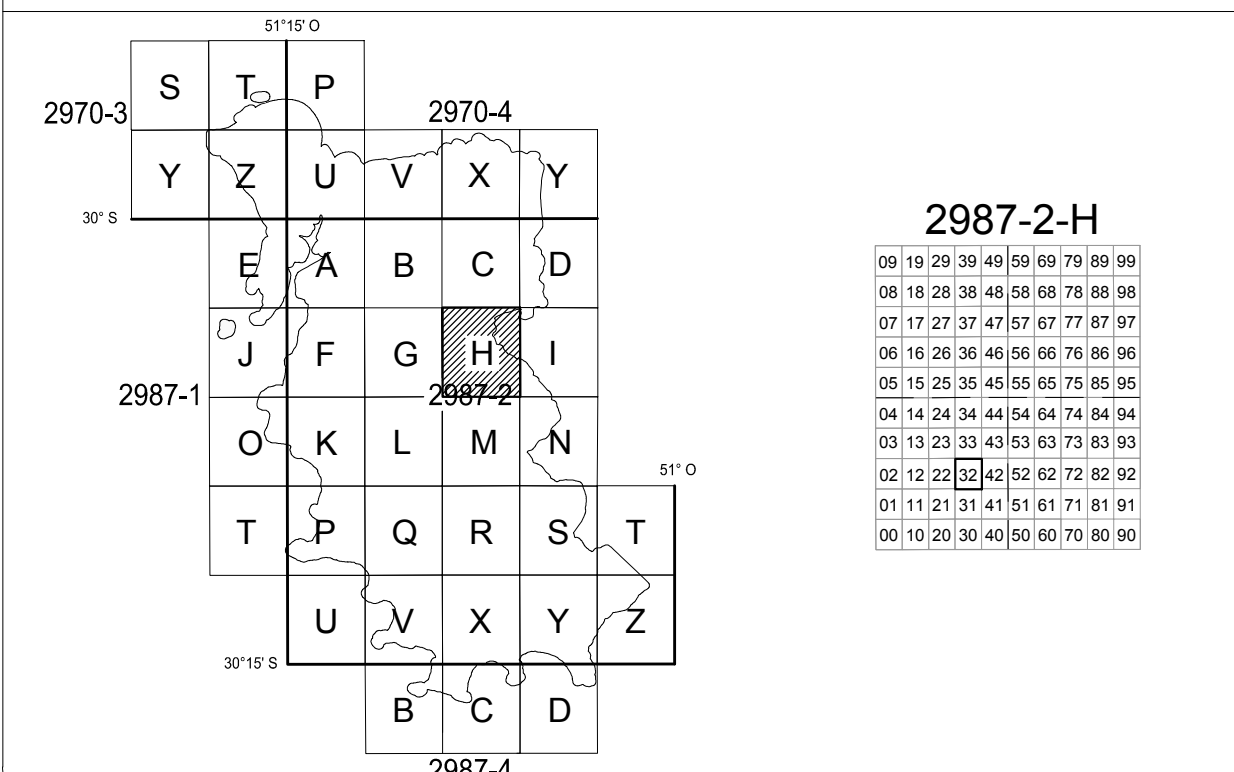 51°15' O
S T P
2970-3 2970-4
Y Z U V X Y
30° S
E A B C D
J F G H I
2987-1 2987-2
O K L M N
51° O
T P Q R S T
U V X Y Z
30°15' S
B C D
2987-4
2987-2-H
09 19 29 39 49 59 69 79 89 99
08 18 28 38 48 58 68 78 88 98
07 17 27 37 47 57 67 77 87 97
06 16 26 36 46 56 66 76 86 96
05 15 25 35 45 55 65 75 85 95
04 14 24 34 44 54 64 74 84 94
03 13 23 33 43 53 63 73 83 93
02 12 22 32 42 52 62 72 82 92
01 11 21 31 41 51 61 71 81 91
00 10 20 30 40 50 60 70 80 90